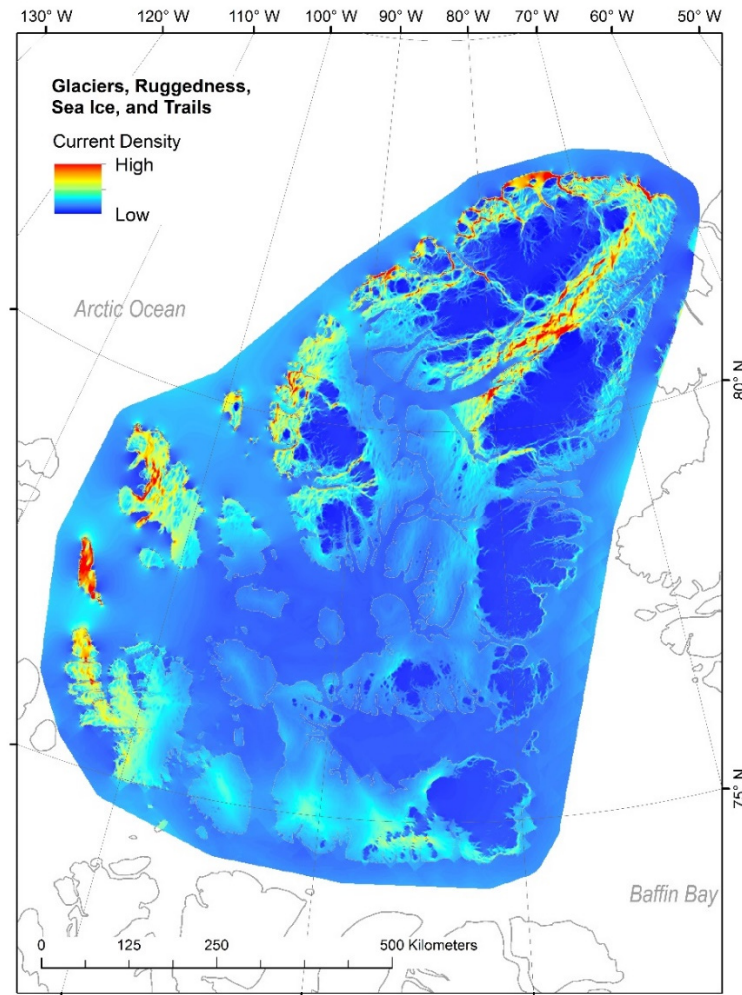 130° W 120° W 110° W 100° W 90° W 80° W 70° W 60° W 50° W
Glaciers, Ruggedness,
Sea Ice, and Trails
Current Density
High
Low
Arctic Ocean
80° N
75° N
Baffin Bay
0 125 250 500 Kilometers